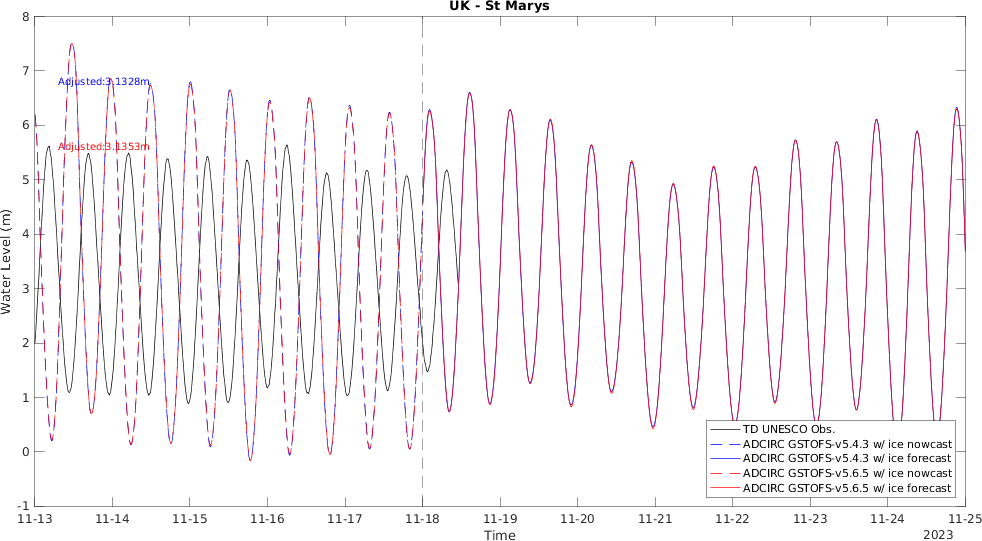 UK - St Marys
8
7
6
5
4
3
2
1
0
-1
Water Level (m)
Adjusted:3.1328m
Adjusted:3.1353m
TD UNESCO Obs.
ADCIRC GSTOFS-v5.4.3 w/ ice nowcast
ADCIRC GSTOFS-v5.4.3 w/ ice forecast
ADCIRC GSTOFS-v5.6.5 w/ ice nowcast
ADCIRC GSTOFS-v5.6.5 w/ ice forecast
11-13 11-14 11-15 11-16 11-17 11-18 11-19 11-20 11-21 11-22 11-23 11-24 11-25
Time
2023